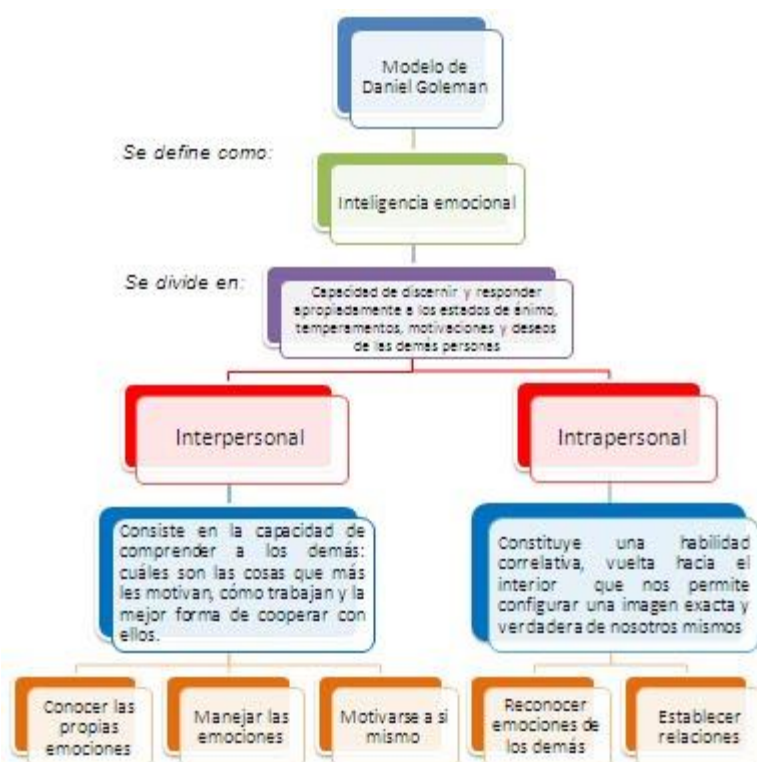 Modelo de
Daniel Goleman
Se define como:
Inteligencia emocional
Se divide en:
Capacidad de discernir y responder
apropiadamente a los estados de ánimo,
temperamentos, motivaciones y deseos
de las demás personas
Interpersonal
Intrapersonal
Consiste en la capacidad de
comprender a los demás:
cuáles son las cosas que más
les motivan, cómo trabajan y la
mejor forma de cooperar con
ellos.
Constituye una habilidad
correlativa, vuelta hacia el
interior que nos permite
configurar una imagen exacta y
verdadera de nosotros mismos
Conocer las
propias
emociones
Manejar las
emociones
Motivarse a si
mismo
Reconocer
emociones de
los demás
Establecer
relaciones